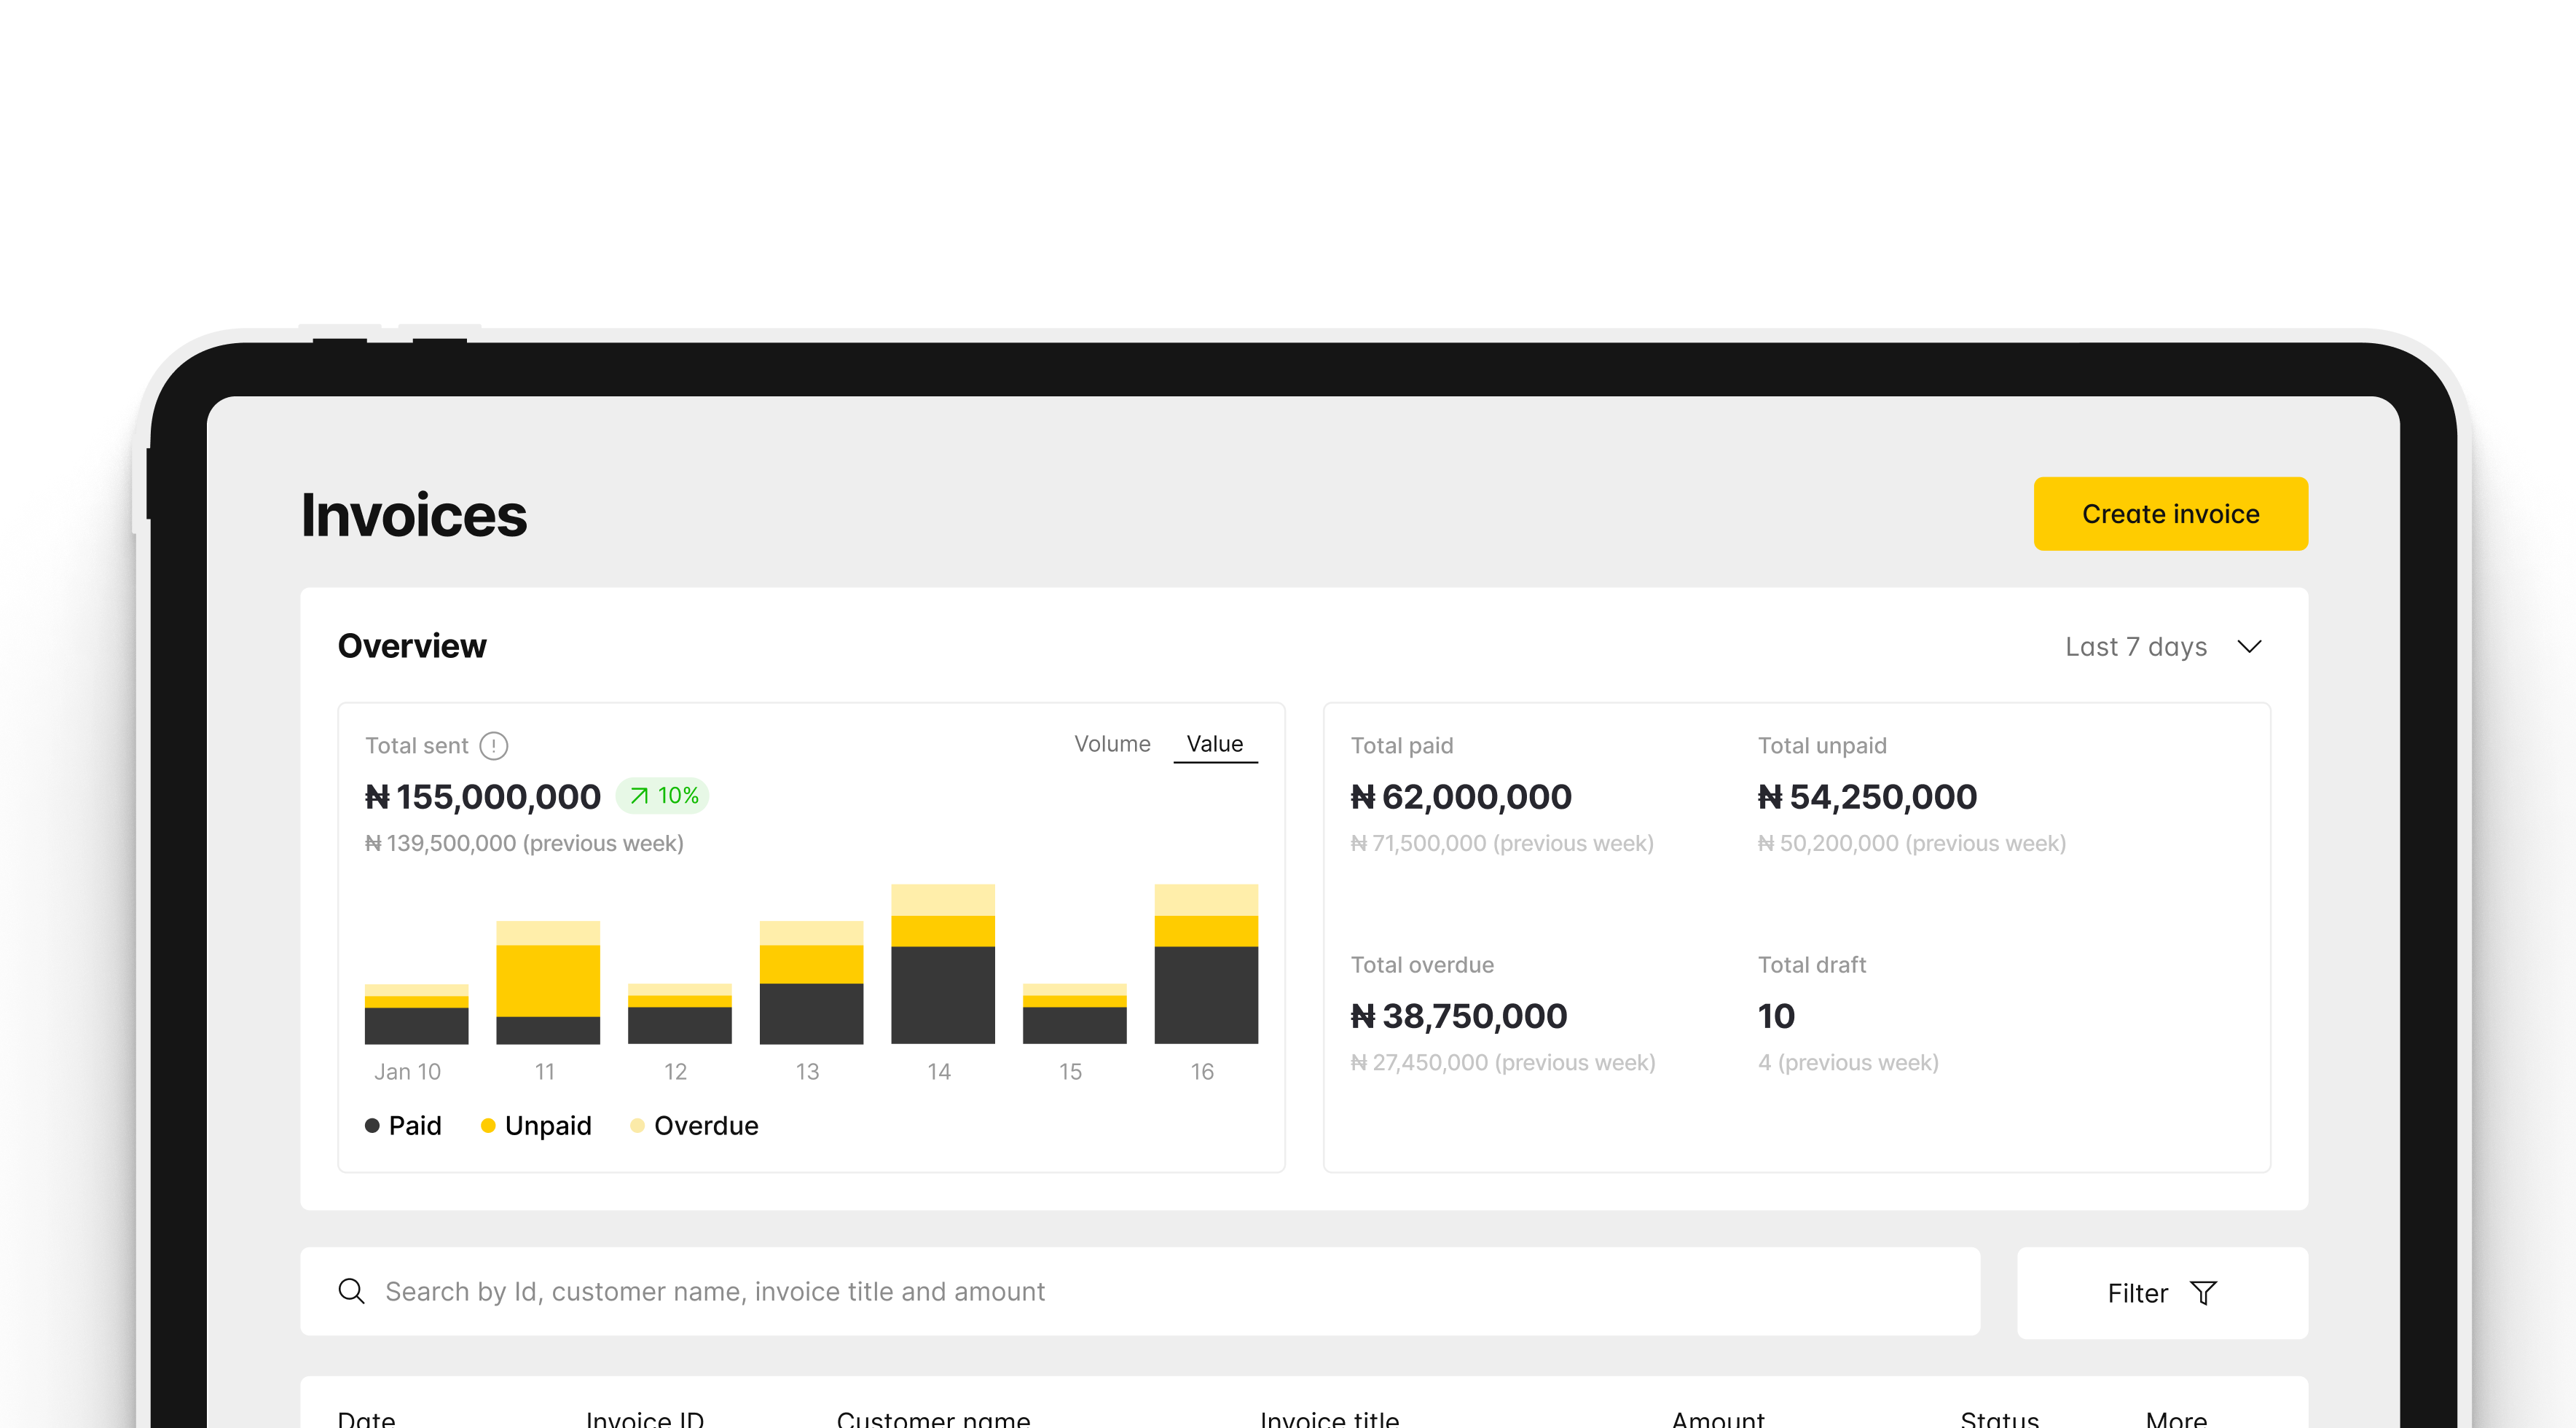 Invoices
Create invoice
Overview
Last 7 days
Total sent
Volume
Value
₦ 155,000,000
10%
₦ 139,500,000 (previous week)
Jan 10
11
12
13
14
15
16
Paid
Unpaid
Overdue
Total paid
₦ 62,000,000
₦ 71,500,000 (previous week)
Total unpaid
₦ 54,250,000
₦ 50,200,000 (previous week)
Total overdue
₦ 38,750,000
₦ 27,450,000 (previous week)
Total draft
10
4 (previous week)
Search by Id, customer name, invoice title and amount
Filter
Date
Invoice ID
Customer name
Invoice title
Amount
Status
More